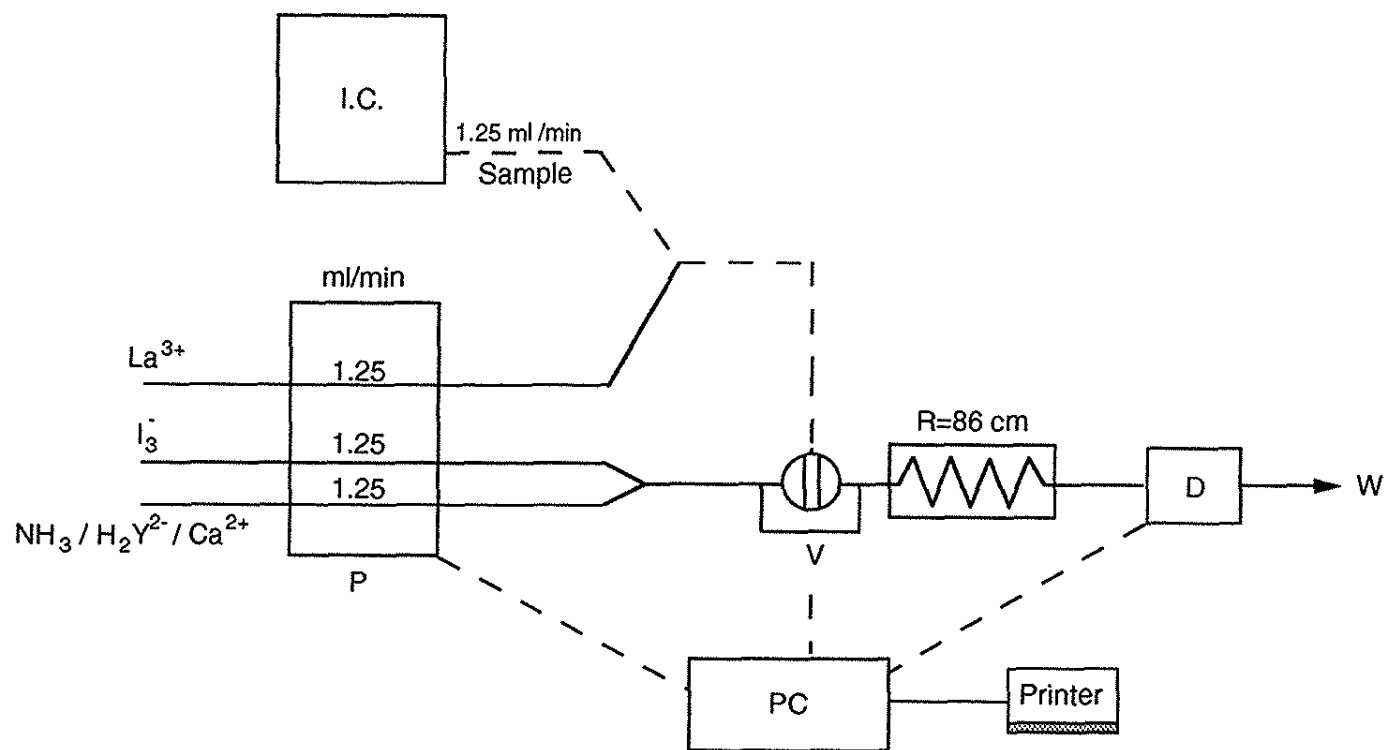 I.C.
1.25 ml /min
Sample
ml/min
La³⁺
1.25
I₃⁻
1.25
1.25
NH₃ / H₂Y²⁻ / Ca²⁺
P
R=86 cm
D
W
V
PC
Printer